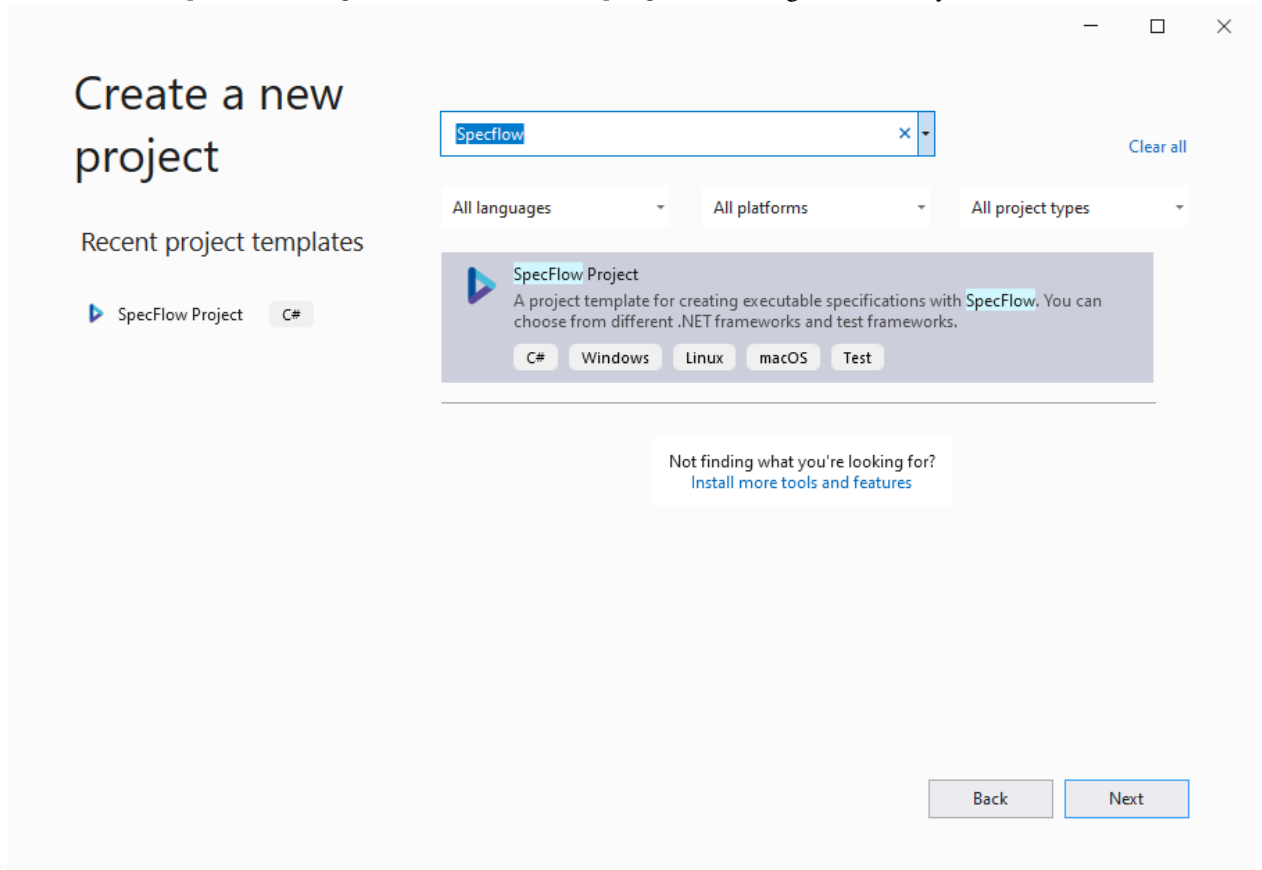 Create a new
project
Specflow
Clear all
All languages
All platforms
All project types
Recent project templates
SpecFlow Project C#
SpecFlow Project
A project template for creating executable specifications with SpecFlow. You can
choose from different .NET frameworks and test frameworks.
C# Windows Linux macOS Test
Not finding what you're looking for?
Install more tools and features
Back
Next